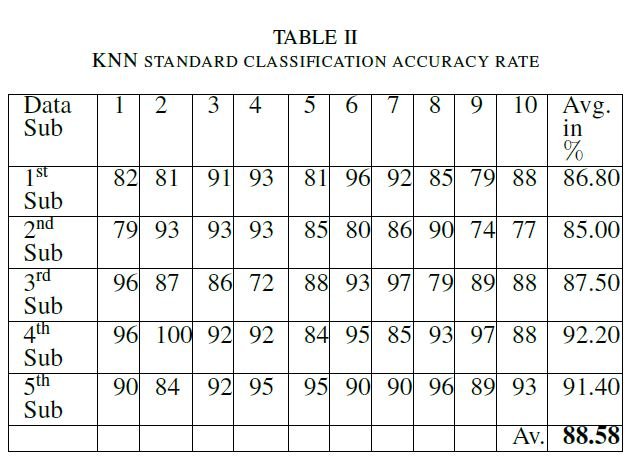 TABLE II
KNN STANDARD CLASSIFICATION ACCURACY RATE
Data Sub 1 2 3 4 5 6 7 8 9 10 Avg. in %
1st Sub 82 81 91 93 81 96 92 85 79 88 86.80
2nd Sub 79 93 93 93 85 80 86 90 74 77 85.00
3rd Sub 96 87 86 72 88 93 97 79 89 88 87.50
4th Sub 96 100 92 92 84 95 85 93 97 88 92.20
5th Sub 90 84 92 95 95 90 90 96 89 93 91.40
Av. 88.58